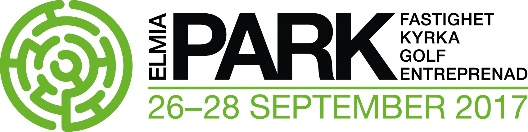 ELMIA
PARK
FASTIGHET
KYRKA
GOLF
ENTREPRENAD
26–28 SEPTEMBER 2017